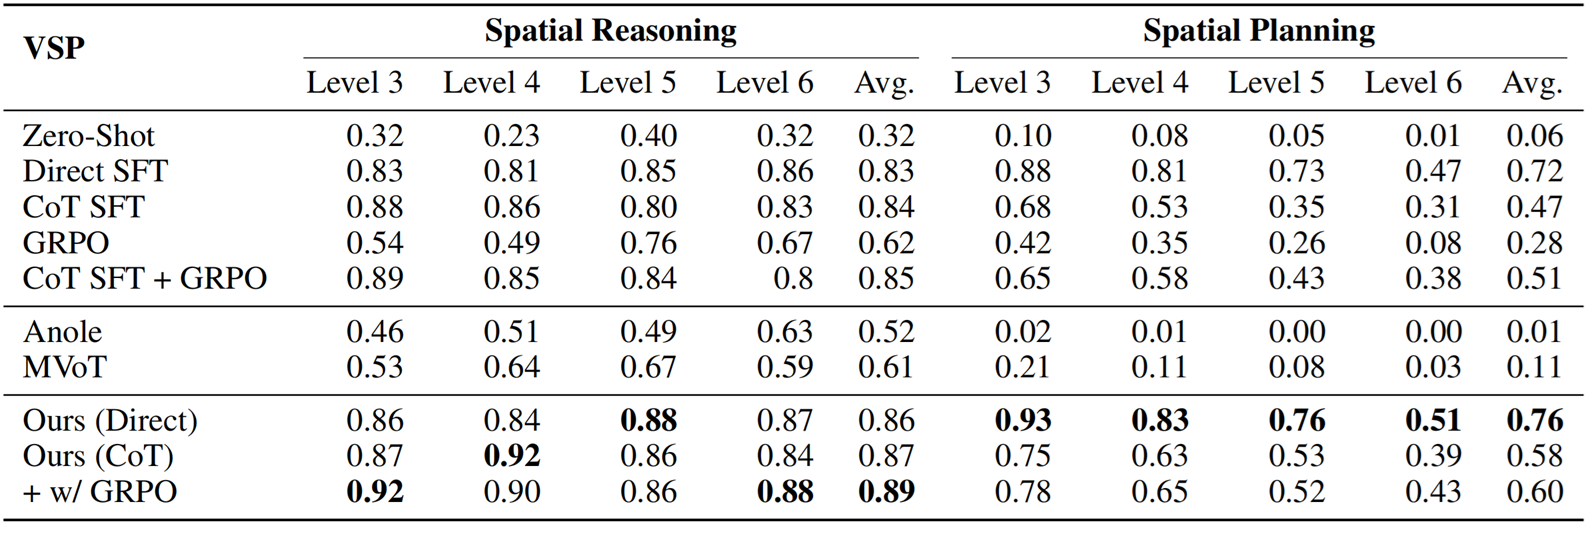 VSP Spatial Reasoning Spatial Planning
Level 3 Level 4 Level 5 Level 6 Avg. Level 3 Level 4 Level 5 Level 6 Avg.
Zero-Shot 0.32 0.23 0.40 0.32 0.32 0.10 0.08 0.05 0.01 0.06
Direct SFT 0.83 0.81 0.85 0.86 0.83 0.88 0.81 0.73 0.47 0.72
CoT SFT 0.88 0.86 0.80 0.83 0.84 0.68 0.53 0.35 0.31 0.47
GRPO 0.54 0.49 0.76 0.67 0.62 0.42 0.35 0.26 0.08 0.28
CoT SFT + GRPO 0.89 0.85 0.84 0.8 0.85 0.65 0.58 0.43 0.38 0.51
Anole 0.46 0.51 0.49 0.63 0.52 0.02 0.01 0.00 0.00 0.01
MVoT 0.53 0.64 0.67 0.59 0.61 0.21 0.11 0.08 0.03 0.11
Ours (Direct) 0.86 0.84 0.88 0.87 0.86 0.93 0.83 0.76 0.51 0.76
Ours (CoT) 0.87 0.92 0.86 0.84 0.87 0.75 0.63 0.53 0.39 0.58
+ w/ GRPO 0.92 0.90 0.86 0.88 0.89 0.78 0.65 0.52 0.43 0.60